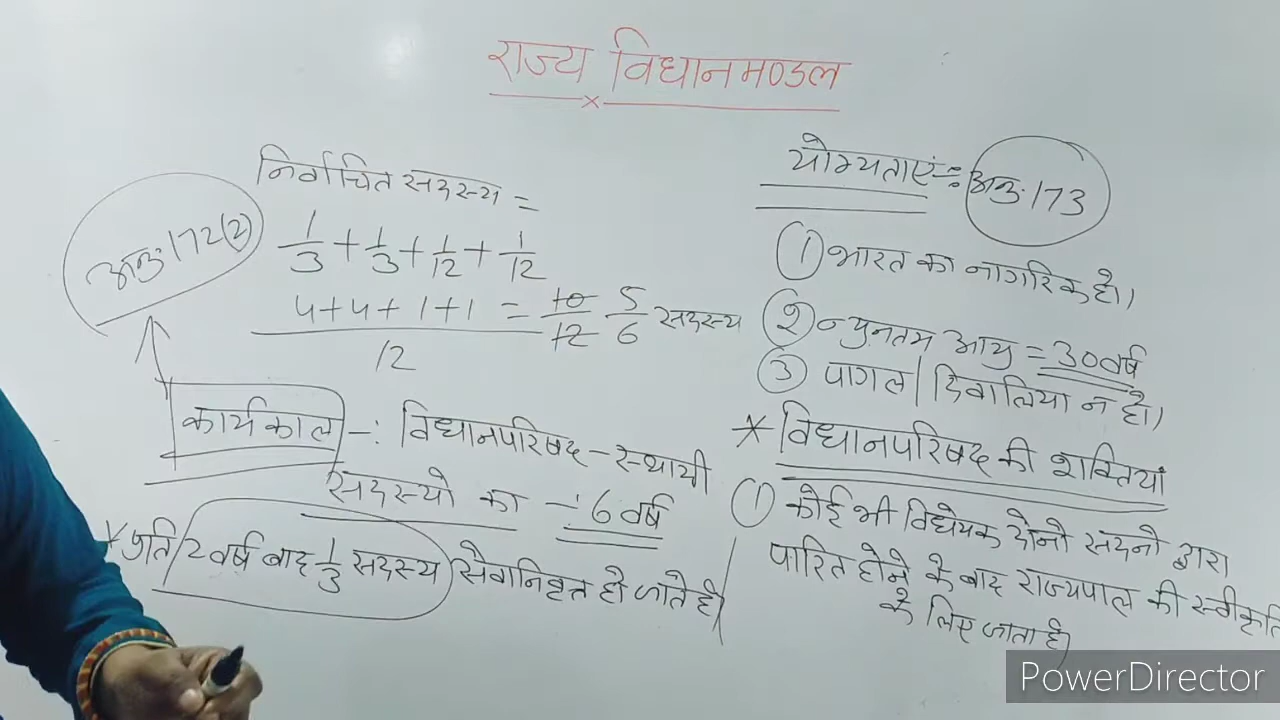 राज्य विधानमण्डल
निर्वाचित सदस्य =
अनु. 172(2)
1/3 + 1/3 + 1/12 + 1/12
4+4+1+1 / 12 = 10/12 5/6 सदस्य
कार्यकाल -: विधानपरिषद - स्थायी
सदस्यो का -: 6 वर्ष
* प्रति/2 वर्ष बाद 1/3 सदस्य सेवानिवृत्त हो जाते है।
योग्यताएं -: अनु. 173
① भारत का नागरिक हो।
② न्युनतम आयु = 30 वर्ष
③ पागल / दिवालिया न हो।
* विधानपरिषद की शक्तियां
① कोई भी विधेयक दोनो सदनो द्वारा
पारित होने के बाद राज्यपाल की स्वीकृति
के लिए जाता है।
PowerDirector